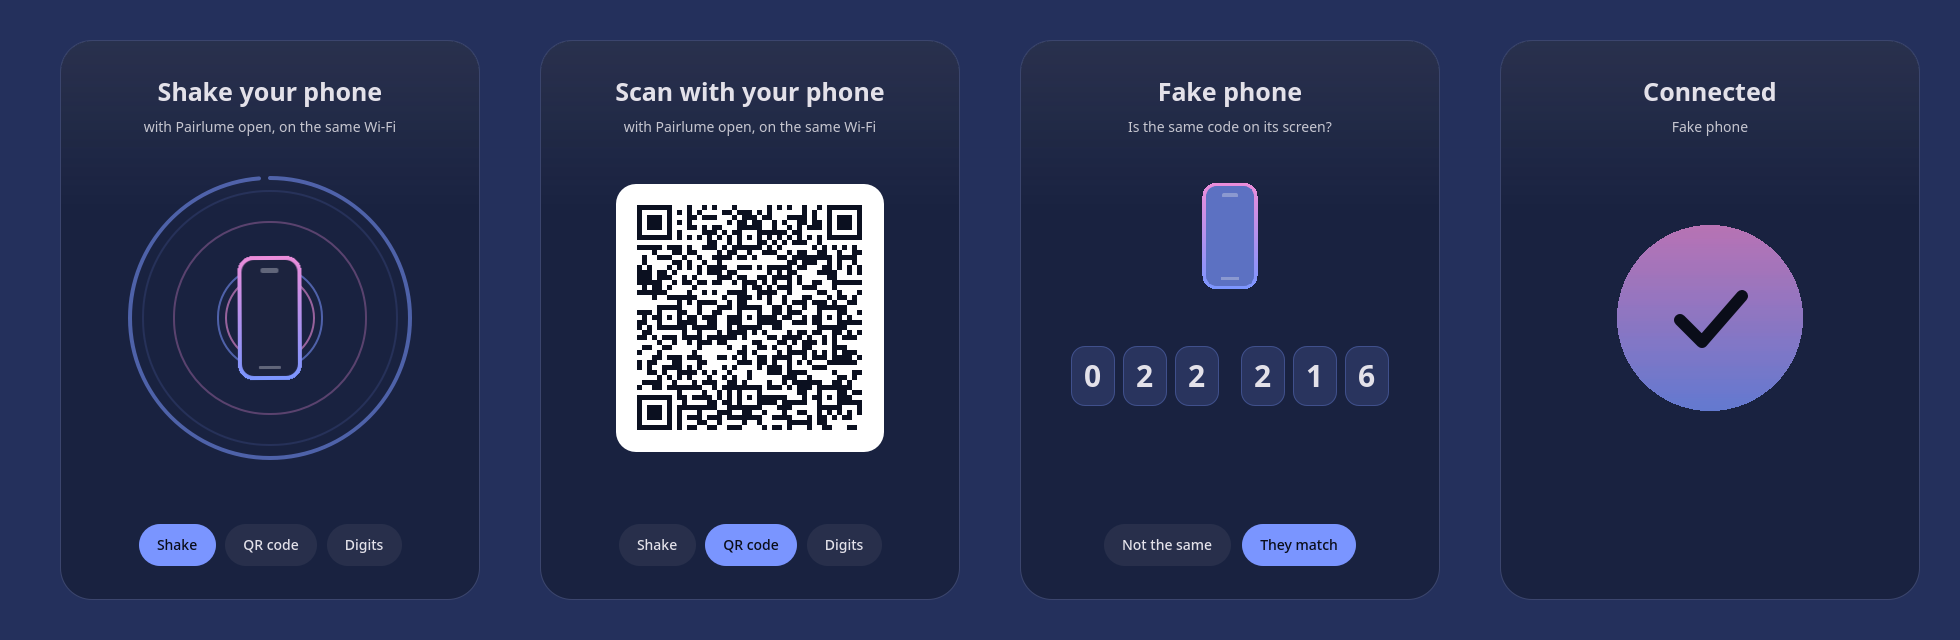 Shake your phone
with Pairlume open, on the same Wi-Fi
Shake
QR code
Digits
Scan with your phone
with Pairlume open, on the same Wi-Fi
Shake
QR code
Digits
Fake phone
Is the same code on its screen?
0 2 2 2 1 6
Not the same
They match
Connected
Fake phone